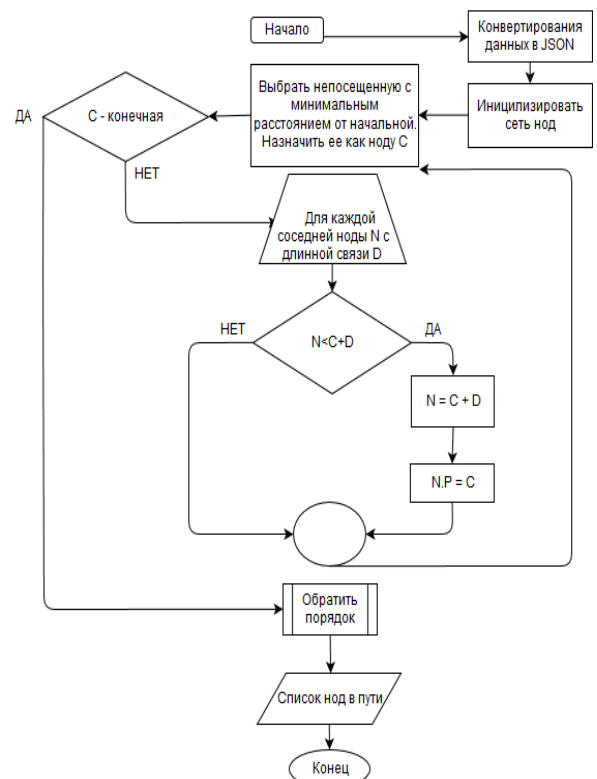 Начало
Конвертирования
данных в JSON
Иницилизировать
сеть нод
Выбрать непосещенную с
минимальным
расстоянием от начальной.
Назначить ее как ноду C
C - конечная
ДА
НЕТ
Для каждой
соседней ноды N с
длинной связи D
N<C+D
НЕТ
ДА
N = C + D
N.P = C
Обратить
порядок
Список нод в пути
Конец